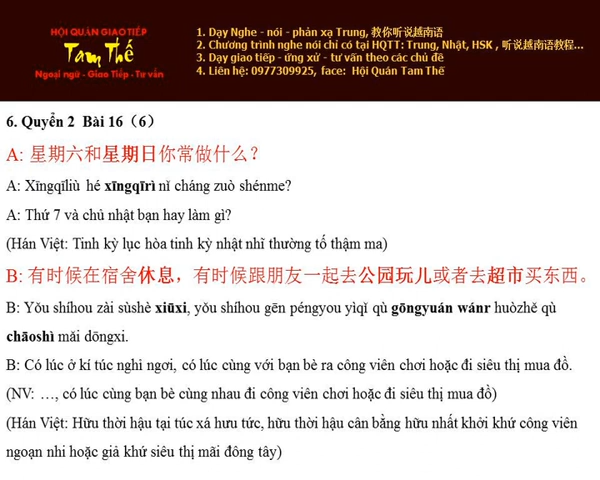 HỘI QUÁN GIAO TIẾP
Tam Thế
Ngoại ngữ - Giao Tiếp - Tư vấn
1. Dạy Nghe - nói - phản xạ Trung, 教你听说越南语
2. Chương trình nghe nói chỉ có tại HQTT: Trung, Nhật, HSK , 听说越南语教程...
3. Dạy giao tiếp - ứng xử - tư vấn theo các chủ đề
4. Liên hệ: 0977309925, face: Hội Quán Tam Thế
6. Quyển 2 Bài 16（6）
A: 星期六和星期日你常做什么？
A: Xīngqīliù hé xīngqīrì nǐ cháng zuò shénme?
A: Thứ 7 và chủ nhật bạn hay làm gì?
(Hán Việt: Tinh kỳ lục hòa tinh kỳ nhật nhĩ thường tố thậm ma)
B: 有时候在宿舍休息，有时候跟朋友一起去公园玩儿或者去超市买东西。
B: Yǒu shíhou zài sùshè xiūxi, yǒu shíhou gēn péngyou yìqǐ qù gōngyuán wánr huòzhě qù
chāoshì mǎi dōngxi.
B: Có lúc ở kí túc nghỉ ngơi, có lúc cùng với bạn bè ra công viên chơi hoặc đi siêu thị mua đồ.
(NV: …, có lúc cùng bạn bè cùng nhau đi công viên chơi hoặc đi siêu thị mua đồ)
(Hán Việt: Hữu thời hậu tại túc xá hưu tức, hữu thời hậu cân bằng hữu nhất khởi khứ công viên
ngoạn nhi hoặc giả khứ siêu thị mãi đông tây)